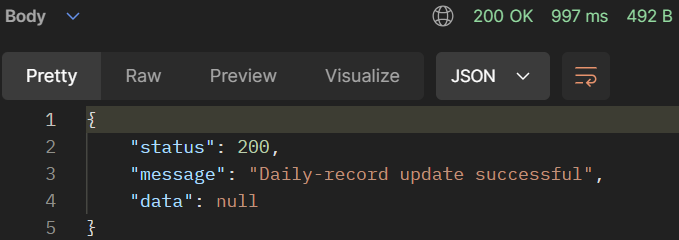 Body 200 OK 997 ms 492 B
Pretty Raw Preview Visualize JSON
1 {
2 "status": 200,
3 "message": "Daily-record update successful",
4 "data": null
5 }